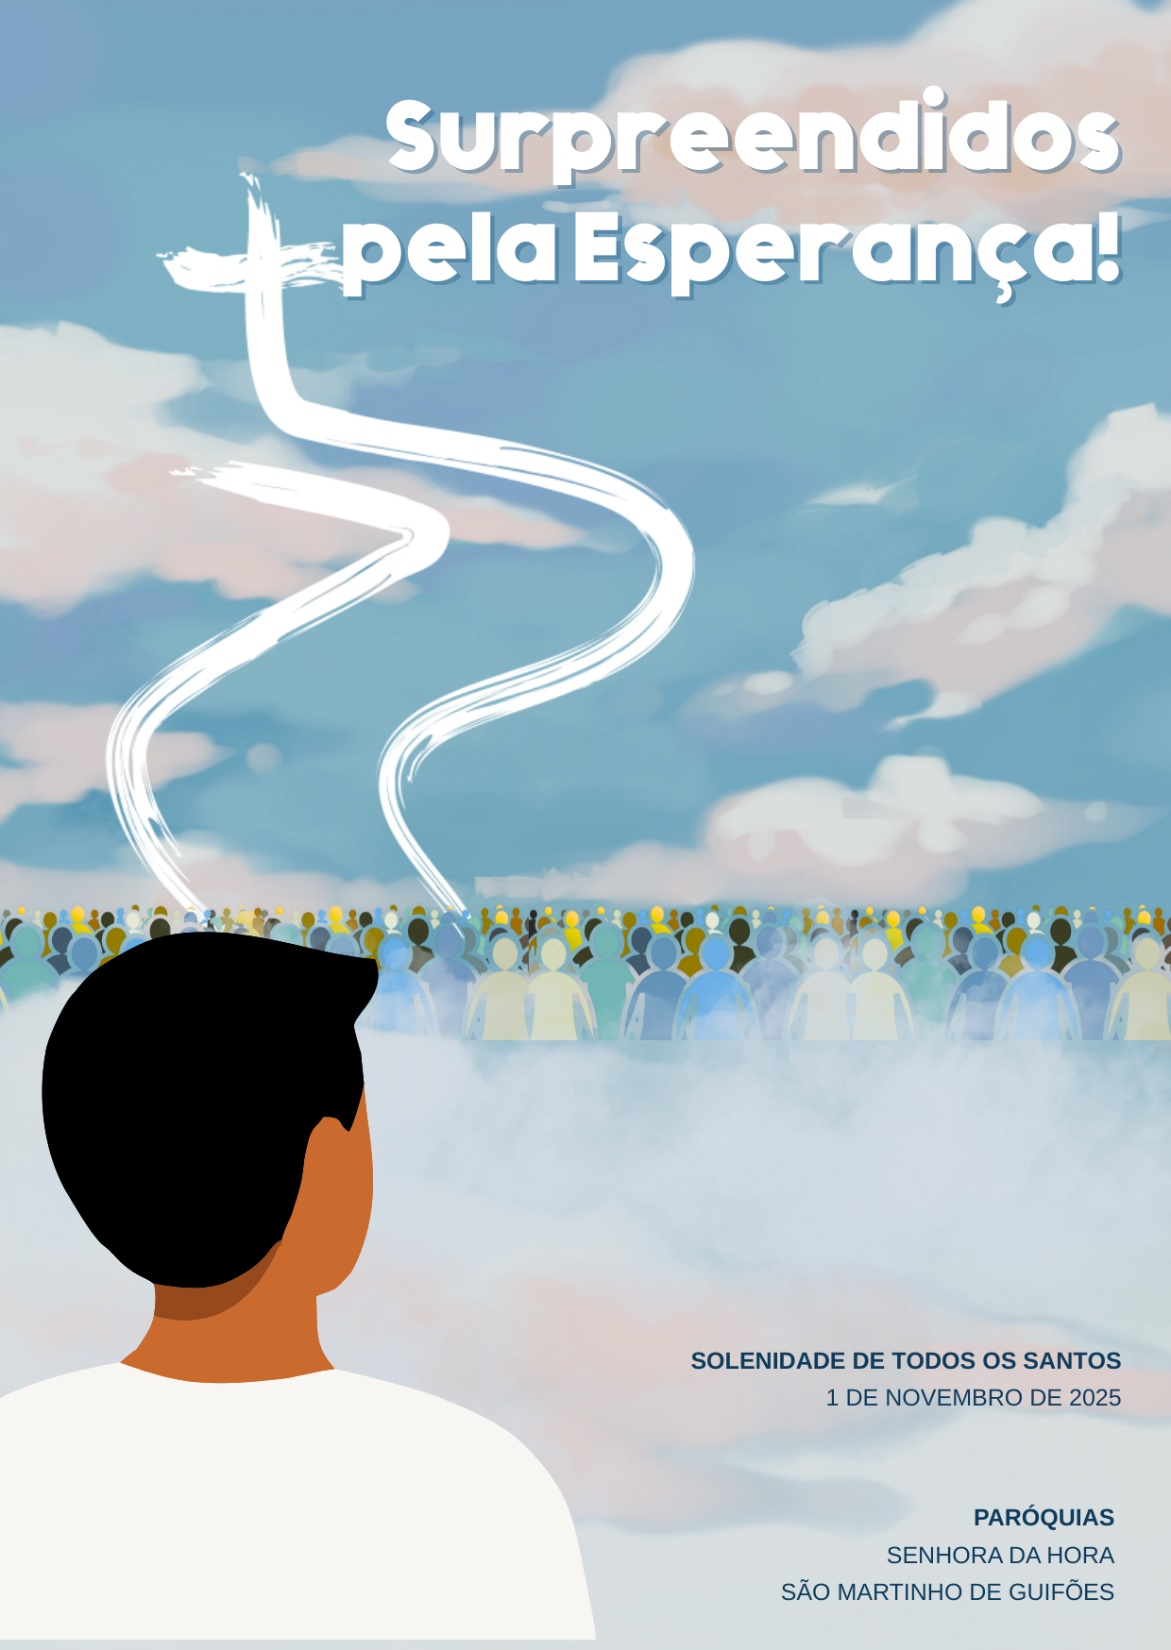 Surpreendidos
pela Esperança!
SOLENIDADE DE TODOS OS SANTOS
1 DE NOVEMBRO DE 2025
PARÓQUIAS
SENHORA DA HORA
SÃO MARTINHO DE GUIFÕES